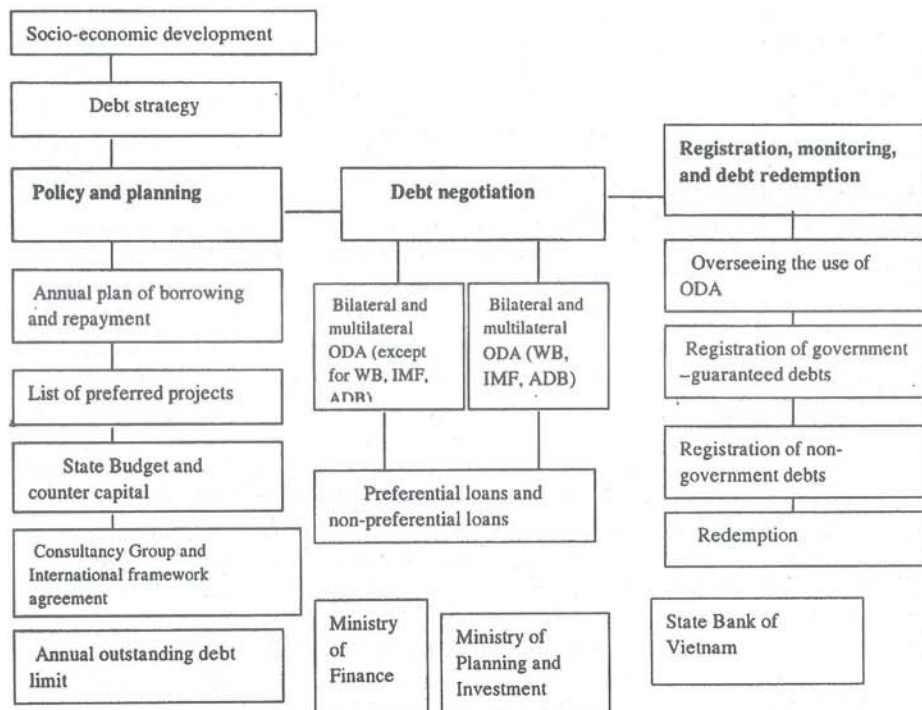 Socio-economic development
Debt strategy
Policy and planning
Annual plan of borrowing
and repayment
List of preferred projects
State Budget and
counter capital
Consultancy Group and
International framework
agreement
Annual outstanding debt
limit
Debt negotiation
Bilateral and
multilateral
ODA (except
for WB, IMF,
ADB)
Bilateral and
multilateral
ODA (WB,
IMF, ADB)
Preferential loans and
non-preferential loans
Ministry
of
Finance
Ministry of
Planning and
Investment
Registration, monitoring,
and debt redemption
Overseeing the use of
ODA
Registration of government
–guaranteed debts
Registration of non-
government debts
Redemption
State Bank of
Vietnam